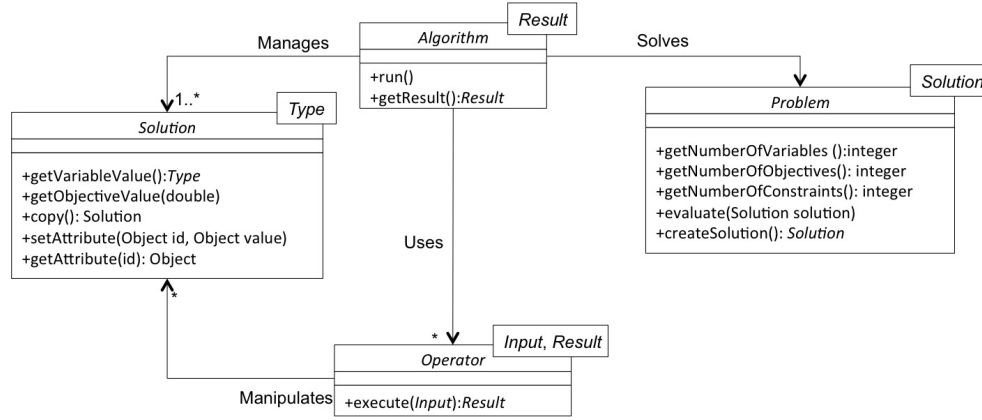 Result
Algorithm
+run()
+getResult():Result
Manages
Solves
1..*
Type
Solution
+getVariableValue():Type
+getObjectiveValue(double)
+copy(): Solution
+setAttribute(Object id, Object value)
+getAttribute(id): Object
Solution
Problem
+getNumberOfVariables ():integer
+getNumberOfObjectives(): integer
+getNumberOfConstraints(): integer
+evaluate(Solution solution)
+createSolution(): Solution
Uses
*
*
Input, Result
Operator
+execute(Input):Result
Manipulates